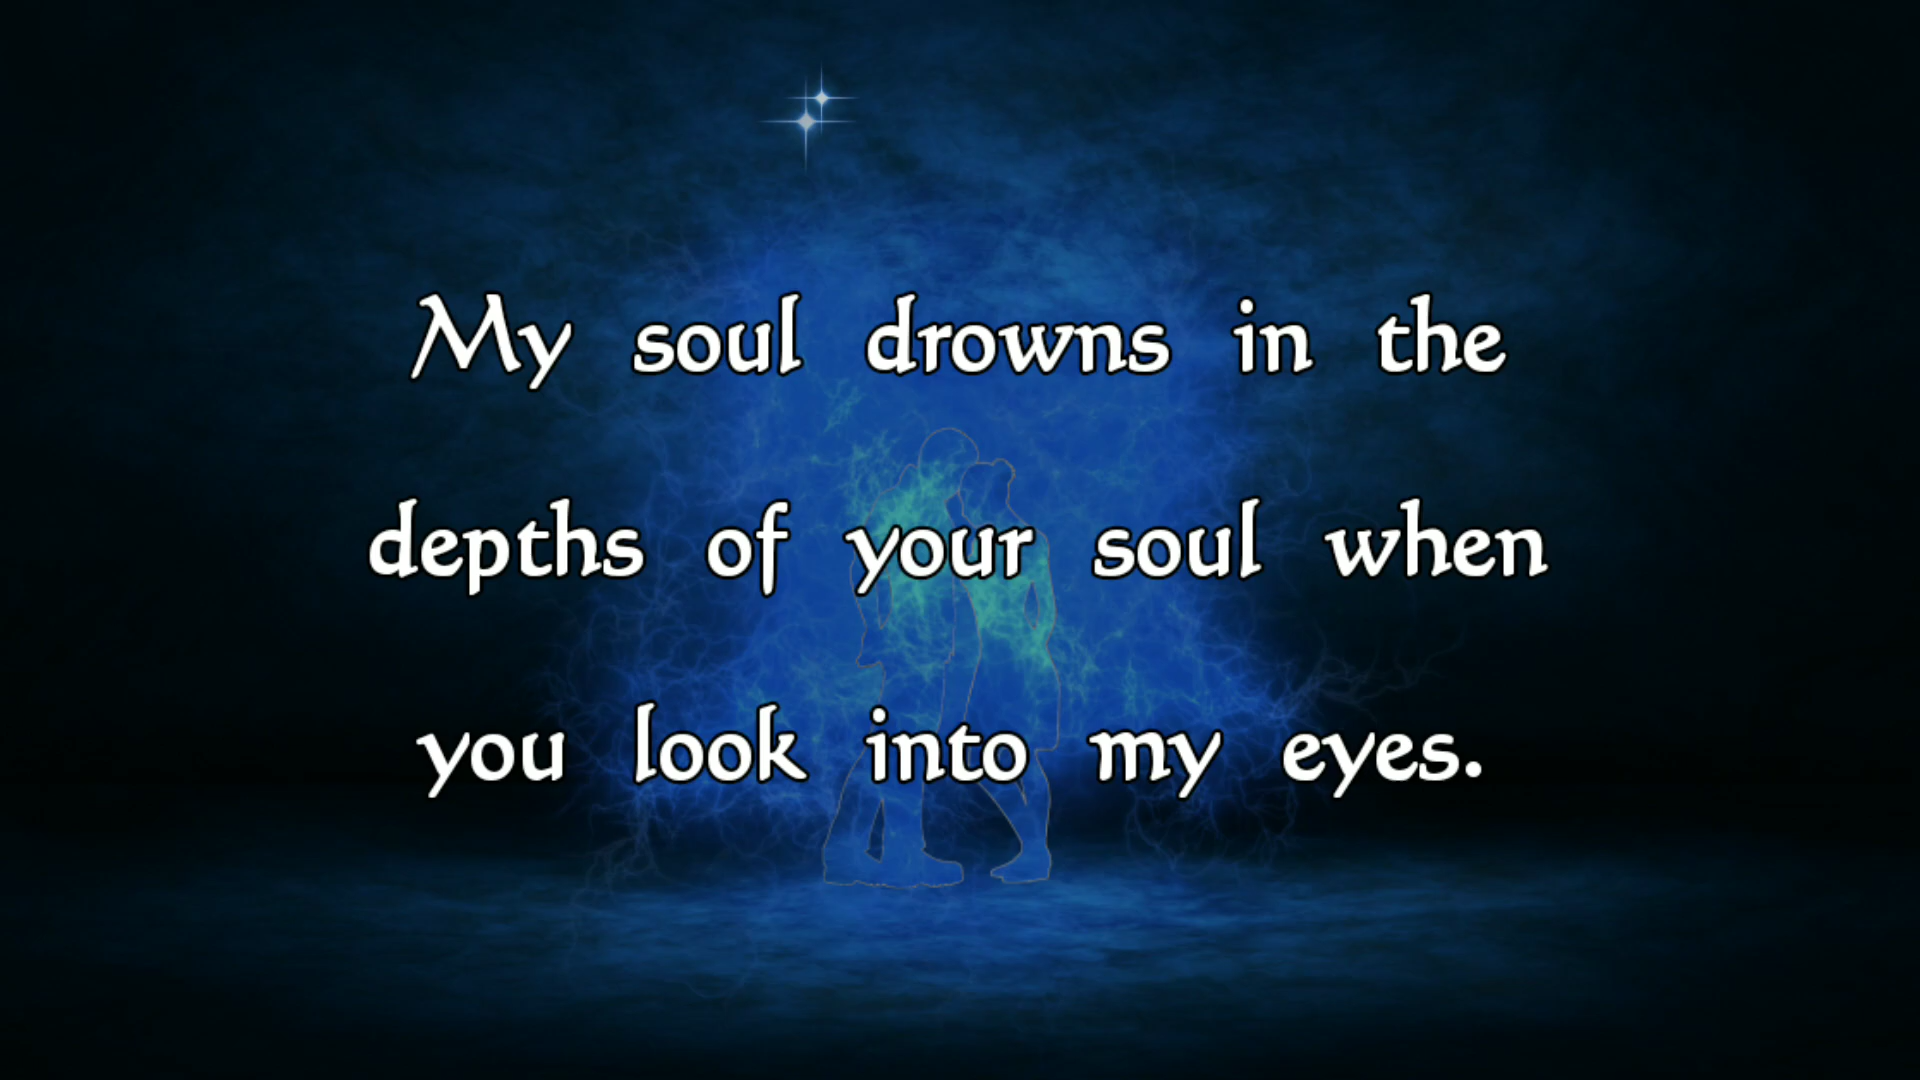 My soul drowns in the
depths of your soul when
you look into my eyes.